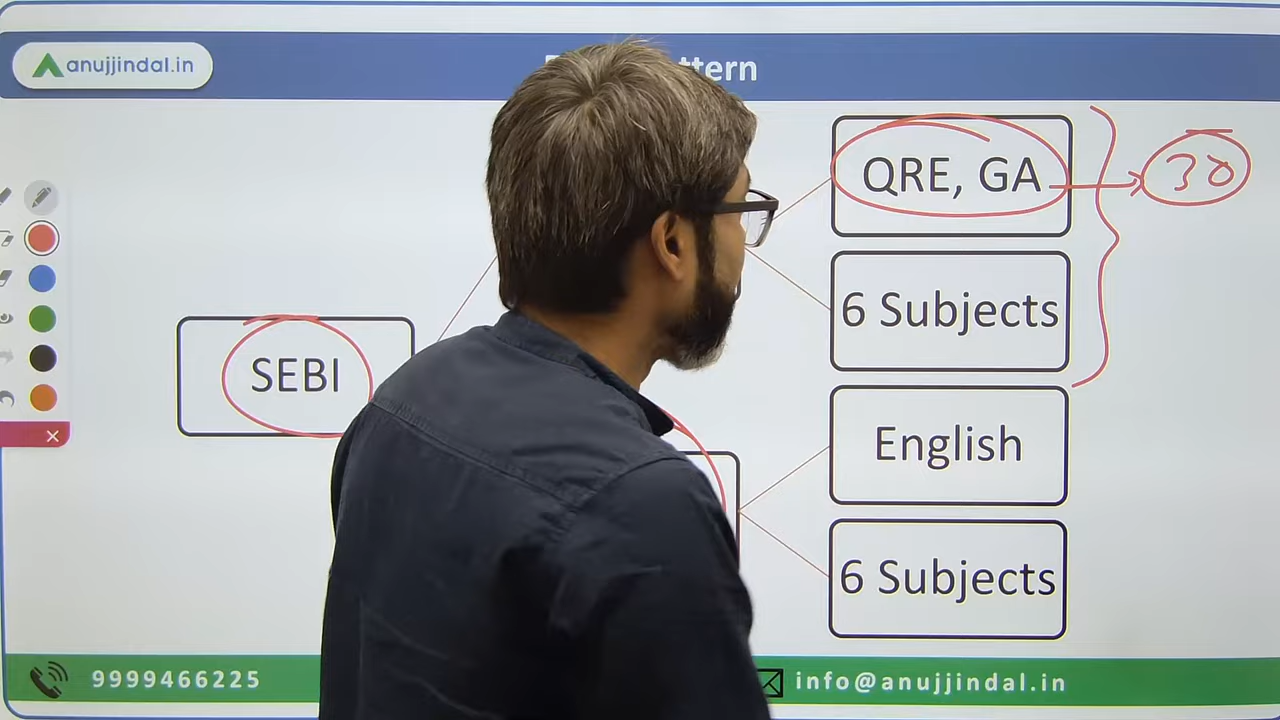 anujjindal.in
ttern
QRE, GA
30
6 Subjects
SEBI
English
6 Subjects
9999466225
info@anujjindal.in